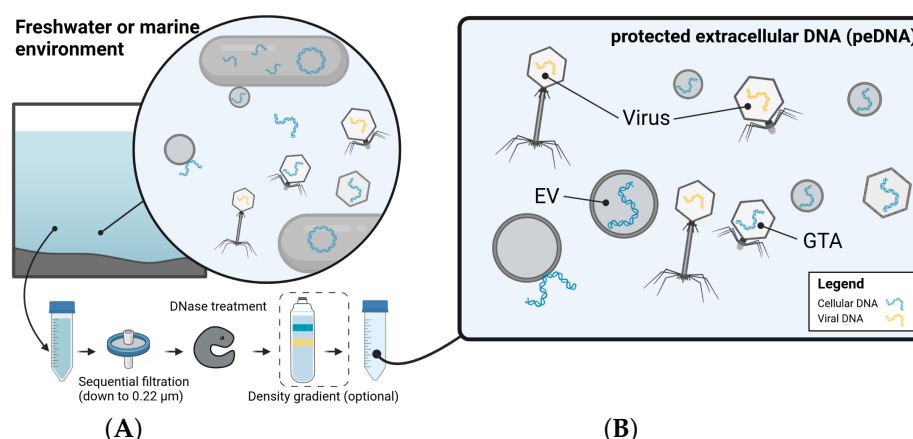 Freshwater or marine
environment
DNase treatment
Sequential filtration
(down to 0.22 μm)
Density gradient (optional)
(A)
protected extracellular DNA (peDNA)
Virus
EV
GTA
Legend
Cellular DNA
Viral DNA
(B)